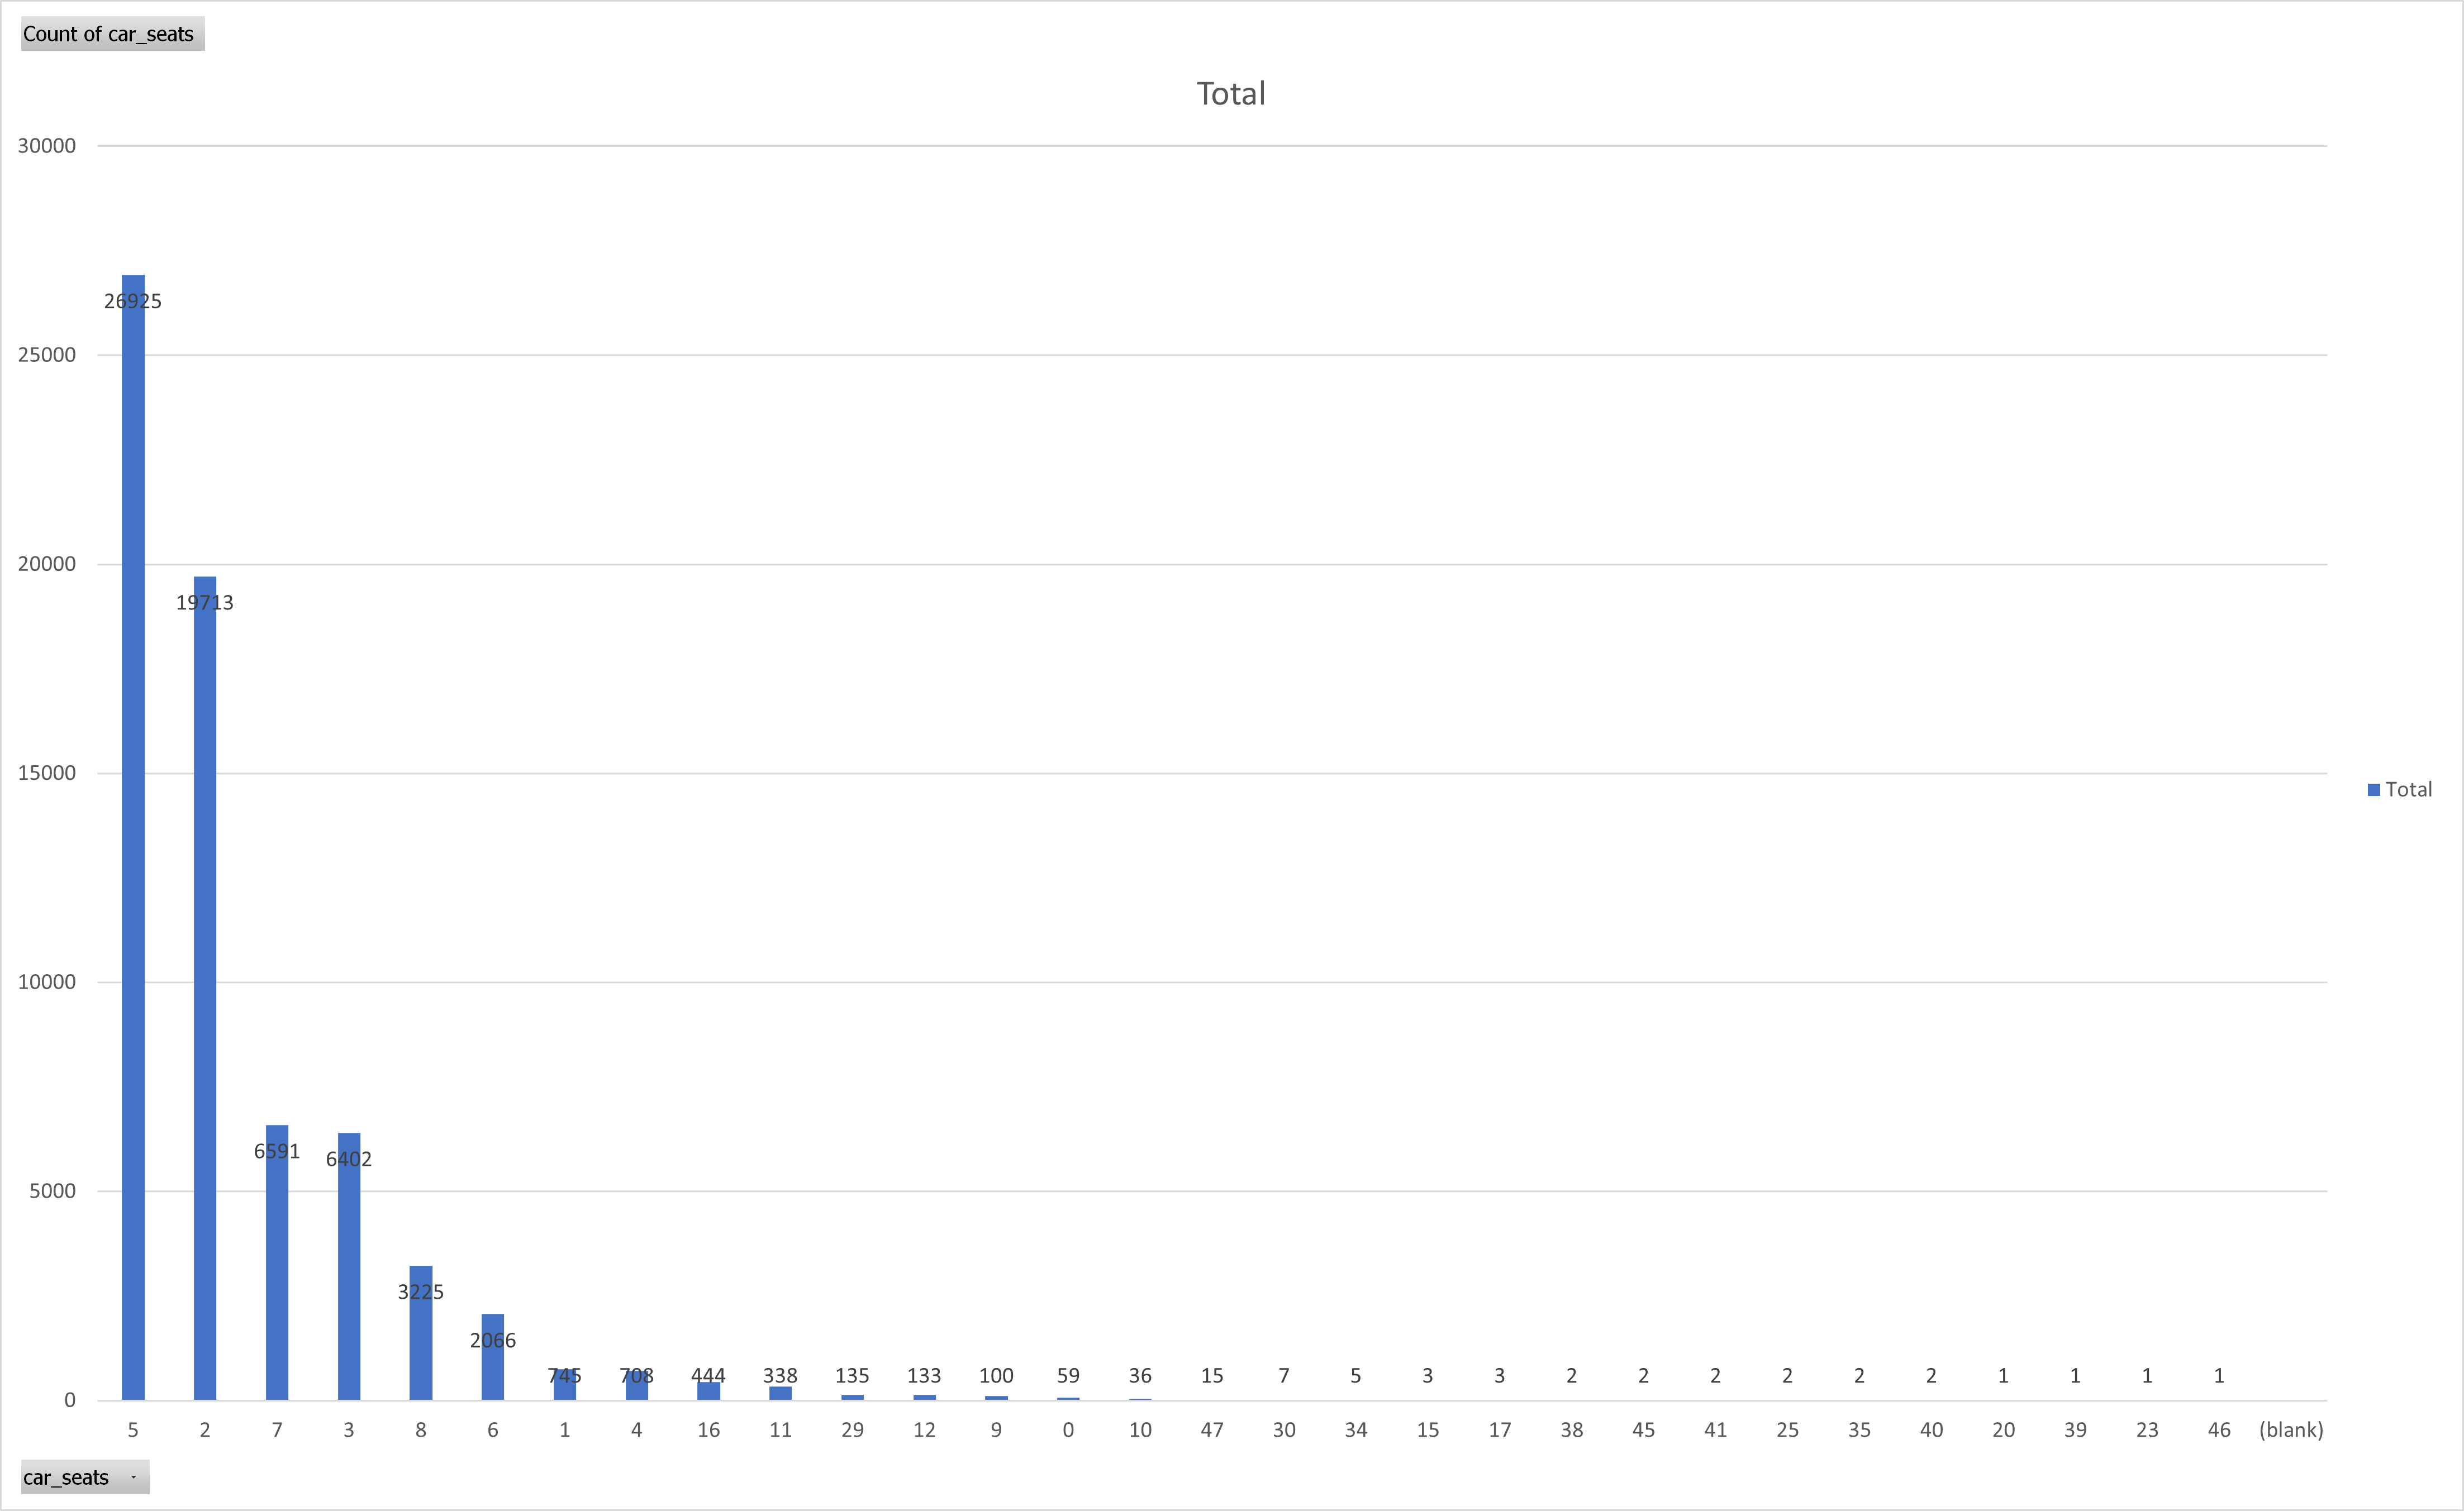 Count of car_seats
Total
30000
25000
20000
15000
10000
5000
0
26925 19713 6591 6402 3225 2066 745 708 444 338 135 133 100 59 36 15 7 5 3 3 2 2 2 2 2 2 1 1 1 1
5 2 7 3 8 6 1 4 16 11 29 12 9 0 10 47 30 34 15 17 38 45 41 25 35 40 20 39 23 46 (blank)
Total
car_seats